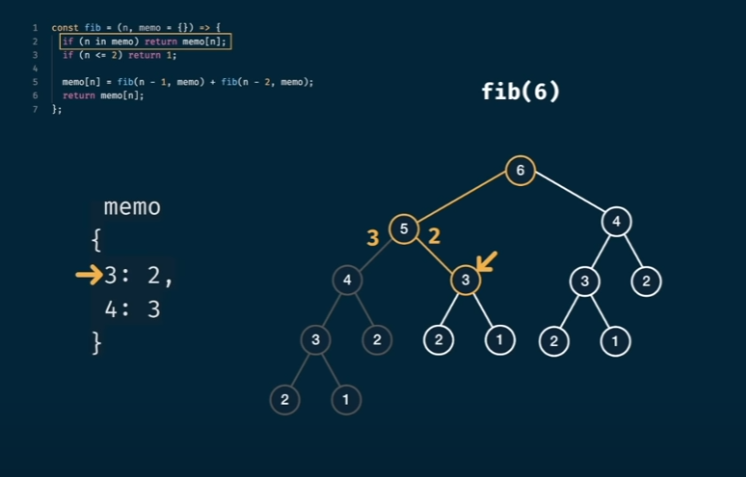 1 const fib = (n, memo = {}) => {
2 if (n in memo) return memo[n];
3 if (n <= 2) return 1;
4
5 memo[n] = fib(n - 1, memo) + fib(n - 2, memo);
6 return memo[n];
7 };
fib(6)
memo
{
3: 2,
4: 3
}
6
3 5 2 4
4 3 3 2
3 2 2 1 2 1
2 1